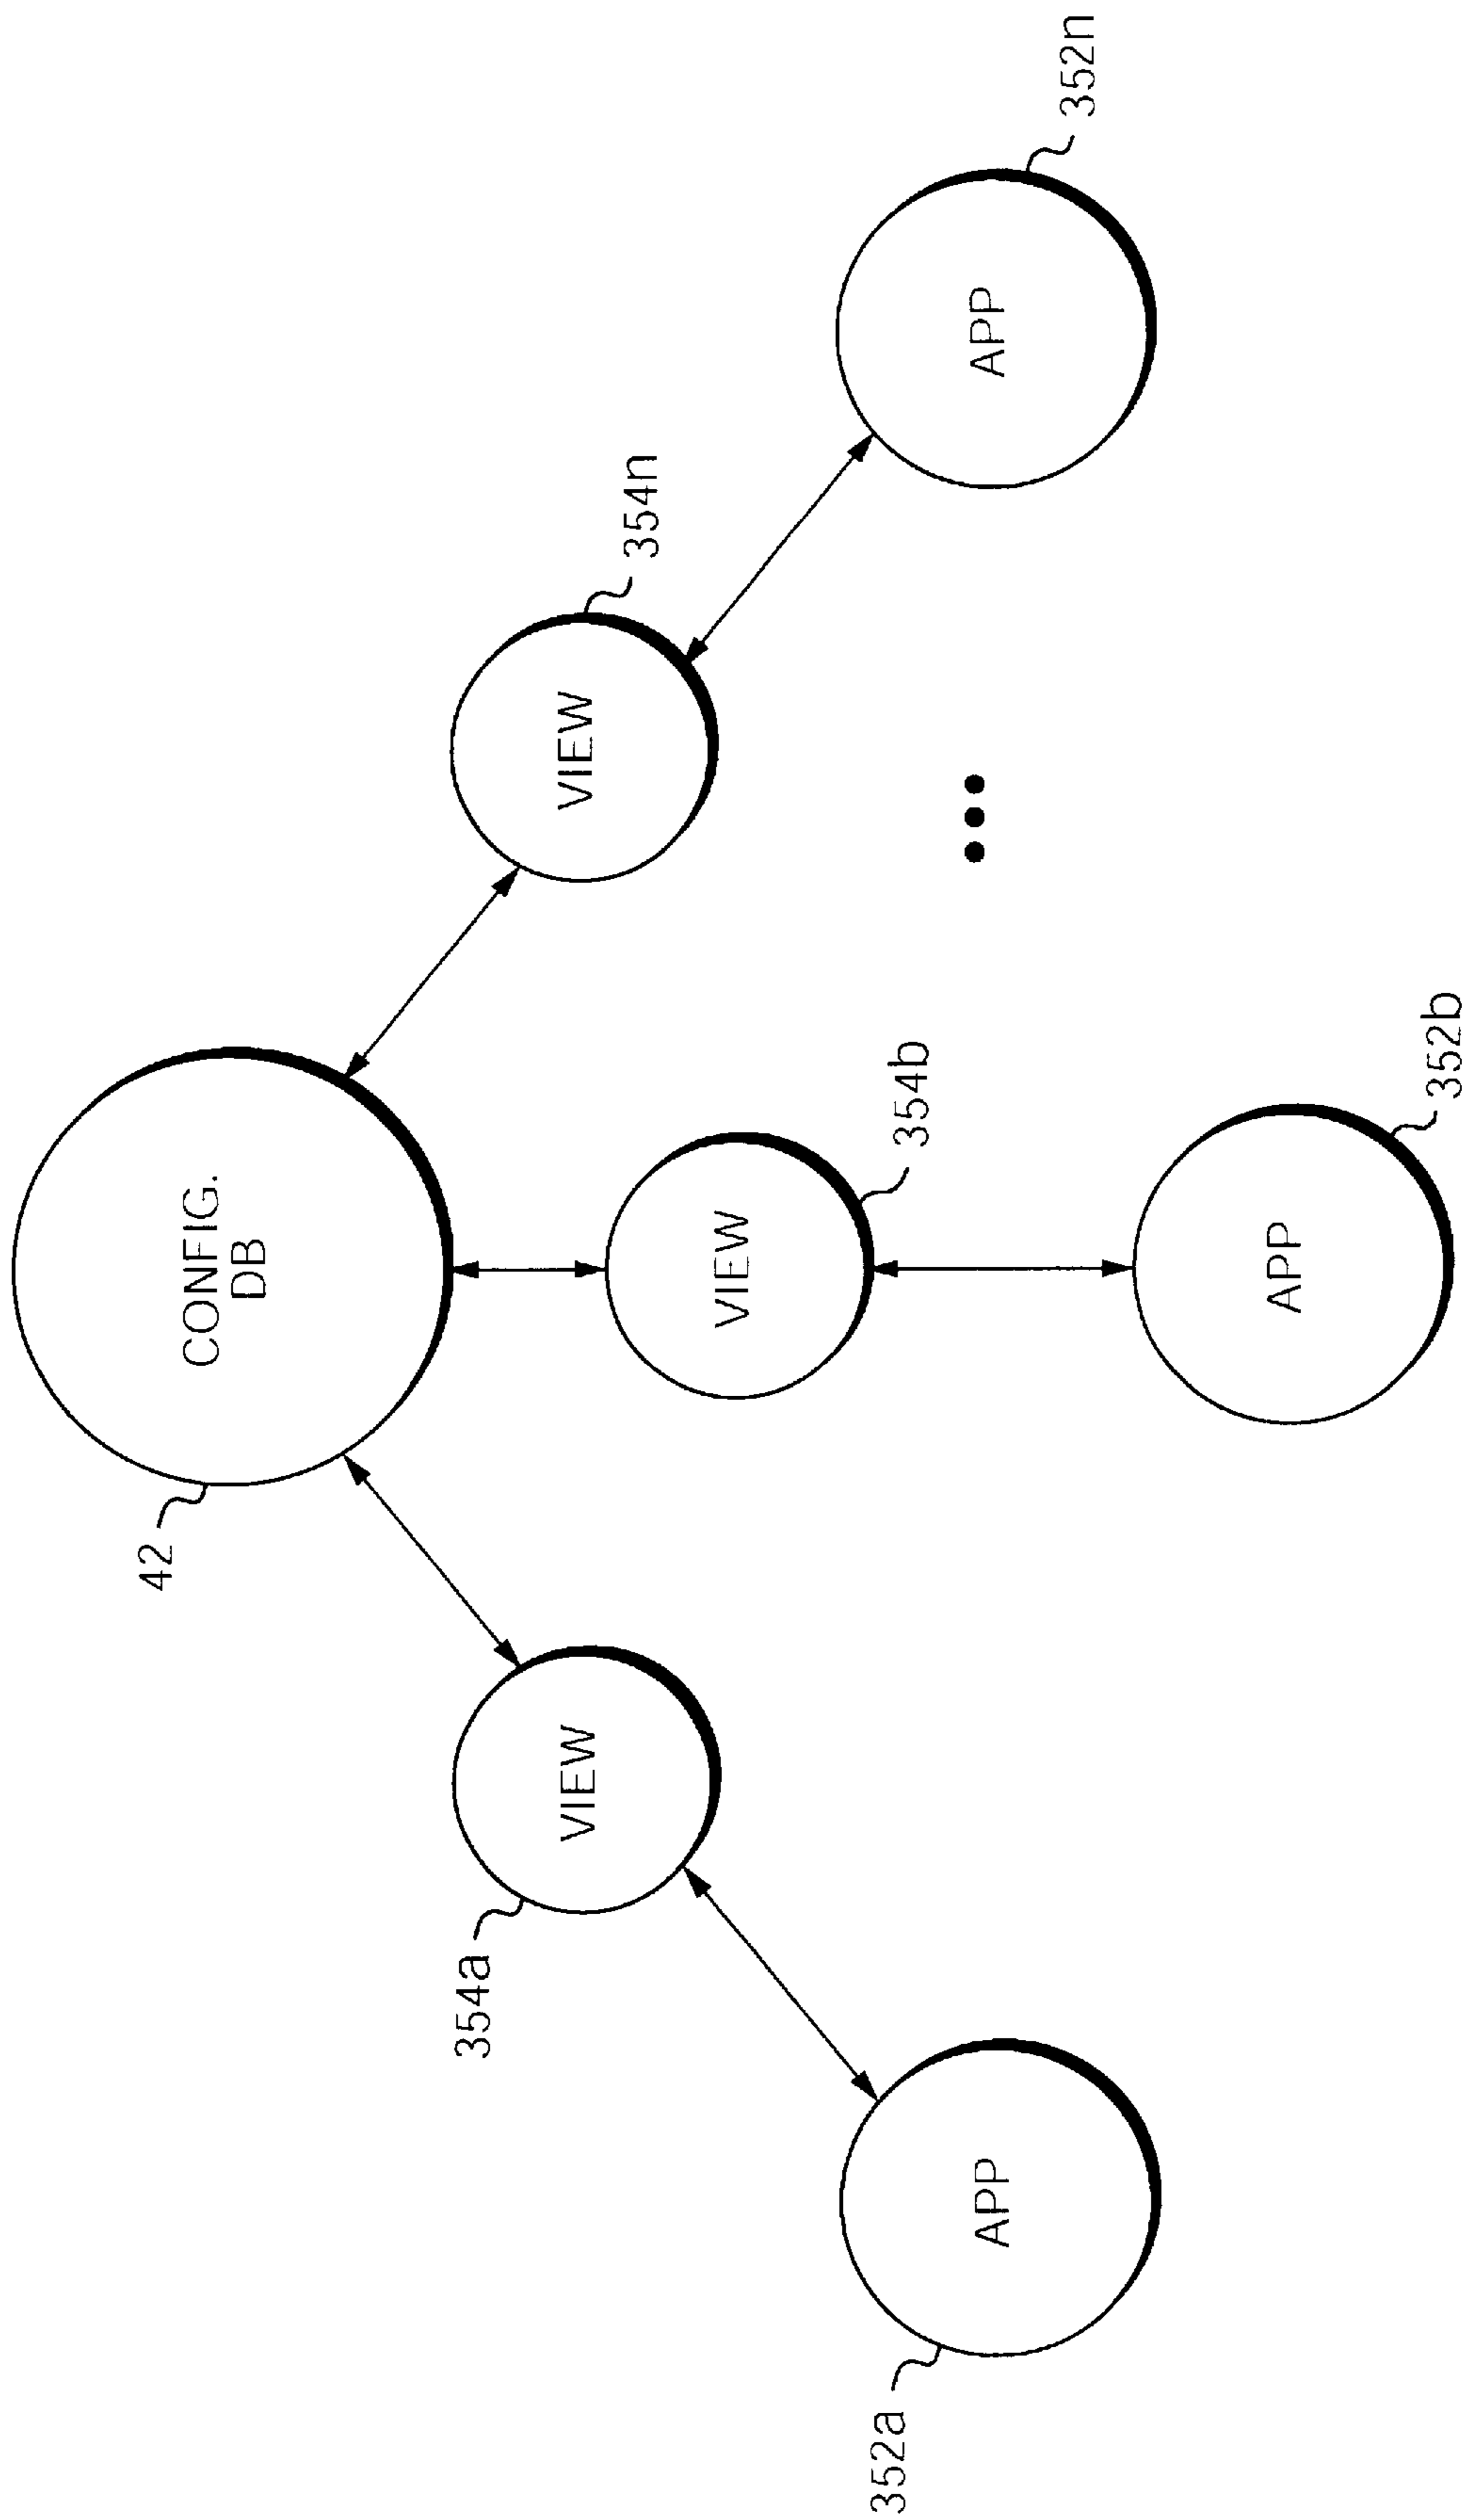 42
CONFIG.
DB
354a
VIEW
VIEW
354b
VIEW
354n
352a
APP
APP
352b
APP
352n